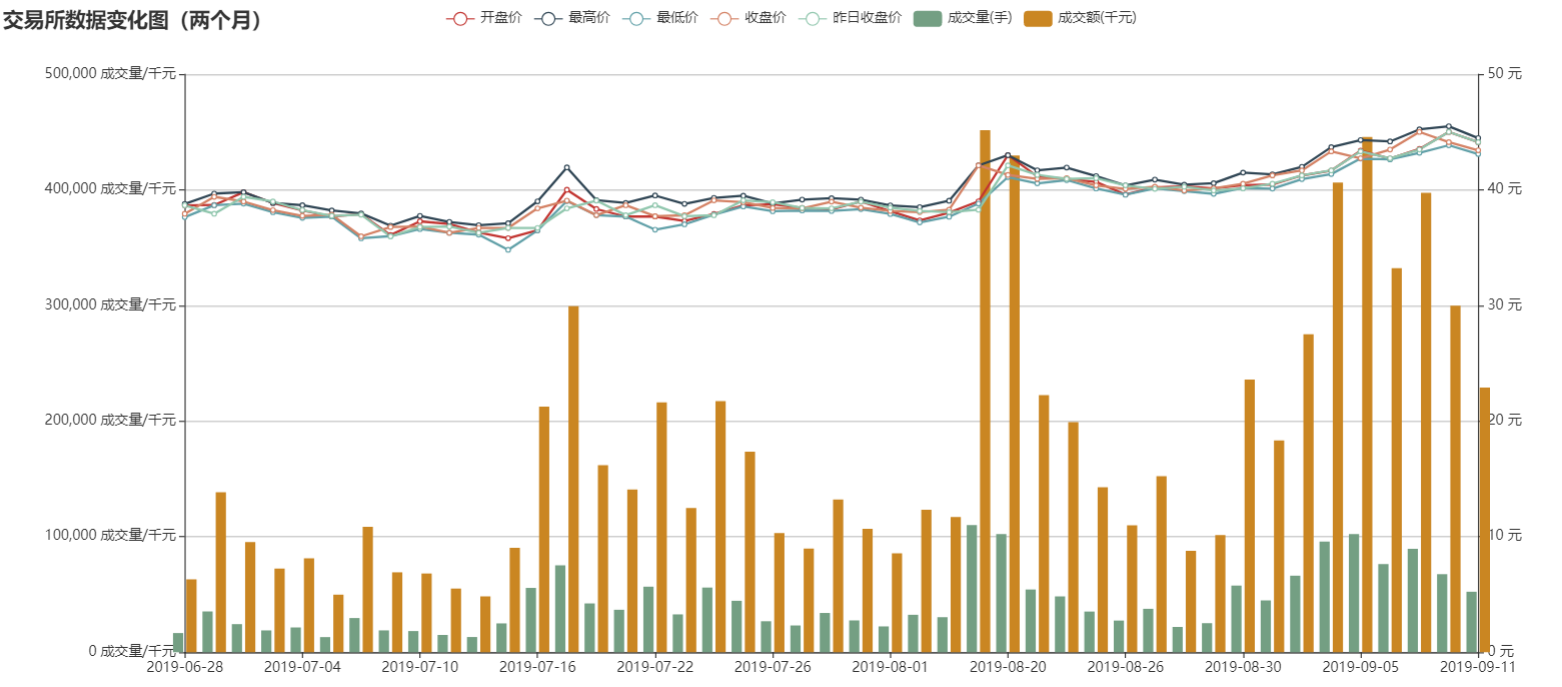 交易所数据变化图（两个月）
开盘价 最高价 最低价 收盘价 昨日收盘价 成交量(手) 成交额(千元)
500,000 成交量/千元 50 元
400,000 成交量/千元 40 元
300,000 成交量/千元 30 元
200,000 成交量/千元 20 元
100,000 成交量/千元 10 元
0 成交量/千元 0 元
2019-06-28 2019-07-04 2019-07-10 2019-07-16 2019-07-22 2019-07-26 2019-08-01 2019-08-20 2019-08-26 2019-08-30 2019-09-05 2019-09-11